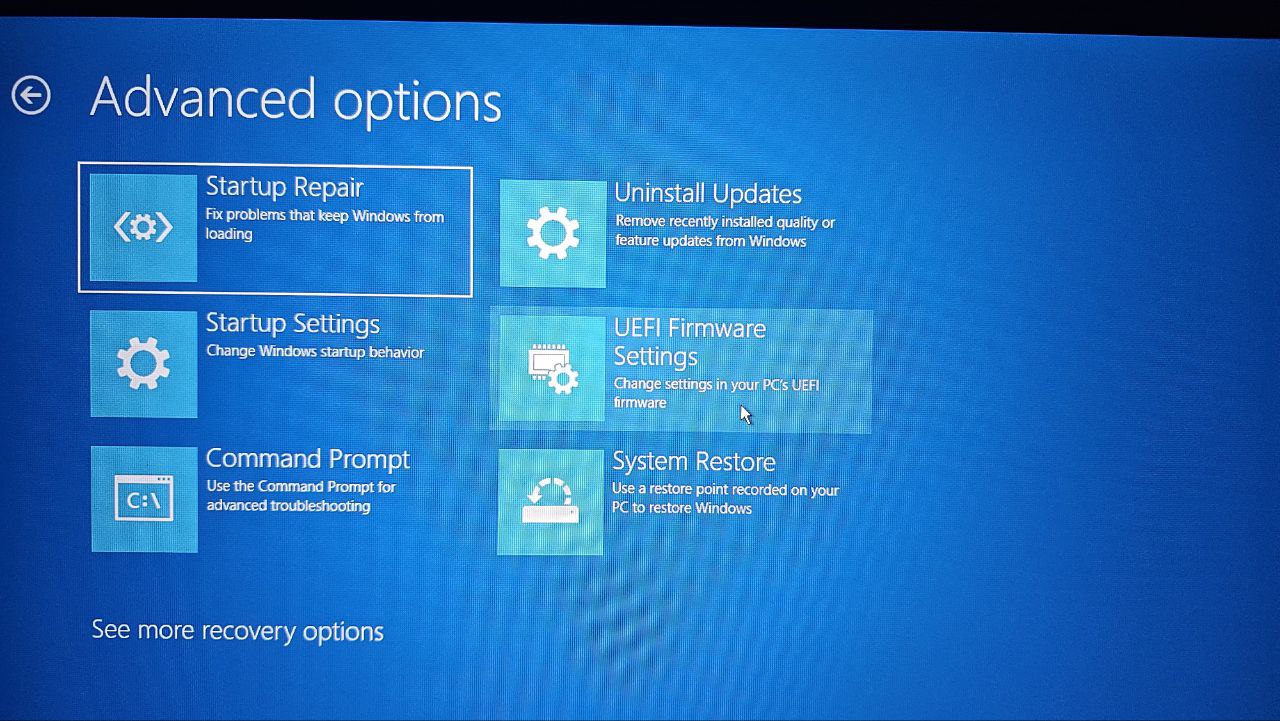 Advanced options
Startup Repair
Fix problems that keep Windows from
loading
Uninstall Updates
Remove recently installed quality or
feature updates from Windows
Startup Settings
Change Windows startup behavior
UEFI Firmware
Settings
Change settings in your PC's UEFI
firmware
C:\
Command Prompt
Use the Command Prompt for
advanced troubleshooting
System Restore
Use a restore point recorded on your
PC to restore Windows
See more recovery options